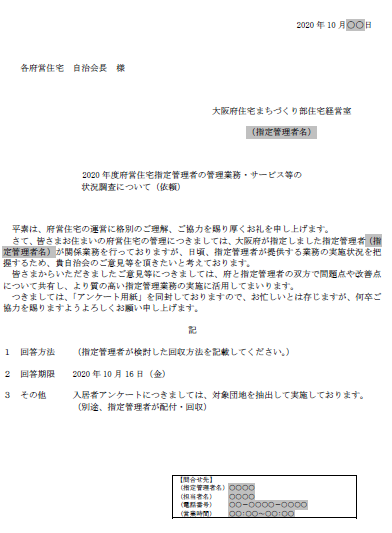 2020 年 10 月〇〇日
各府営住宅 自治会長 様
大阪府住宅まちづくり部住宅経営室
（指定管理者名）
2020 年度府営住宅指定管理者の管理業務・サービス等の
状況調査について（依頼）
平素は、府営住宅の運営に格別のご理解、ご協力を賜り厚くお礼を申し上げます。
さて、皆さまお住まいの府営住宅の管理につきましては、大阪府が指定しました指定管理者（指
定管理者名）が関係業務を行っておりますが、日頃、指定管理者が提供する業務の実施状況を把
握するため、貴自治会のご意見等を頂きたいと考えております。
皆さまからいただきましたご意見等につきましては、府と指定管理者の双方で問題点や改善点
について共有し、より質の高い指定管理業務の実施に活用してまいります。
つきましては、「アンケート用紙」を同封しておりますので、お忙しいとは存じますが、何卒ご
協力を賜りますようよろしくお願い申し上げます。
記
１ 回答方法 （指定管理者が検討した回収方法を記載してください。）
２ 回答期限 2020 年 10 月 16 日（金）
３ その他 入居者アンケートにつきましては、対象団地を抽出して実施しております。
（別途、指定管理者が配付・回収）
【問合せ先】
（指定管理者名）〇〇〇〇
（担当者名） 〇〇〇〇
（電話番号） 〇〇－〇〇〇〇－〇〇〇〇
（営業時間） 〇〇：〇〇～〇〇：〇〇